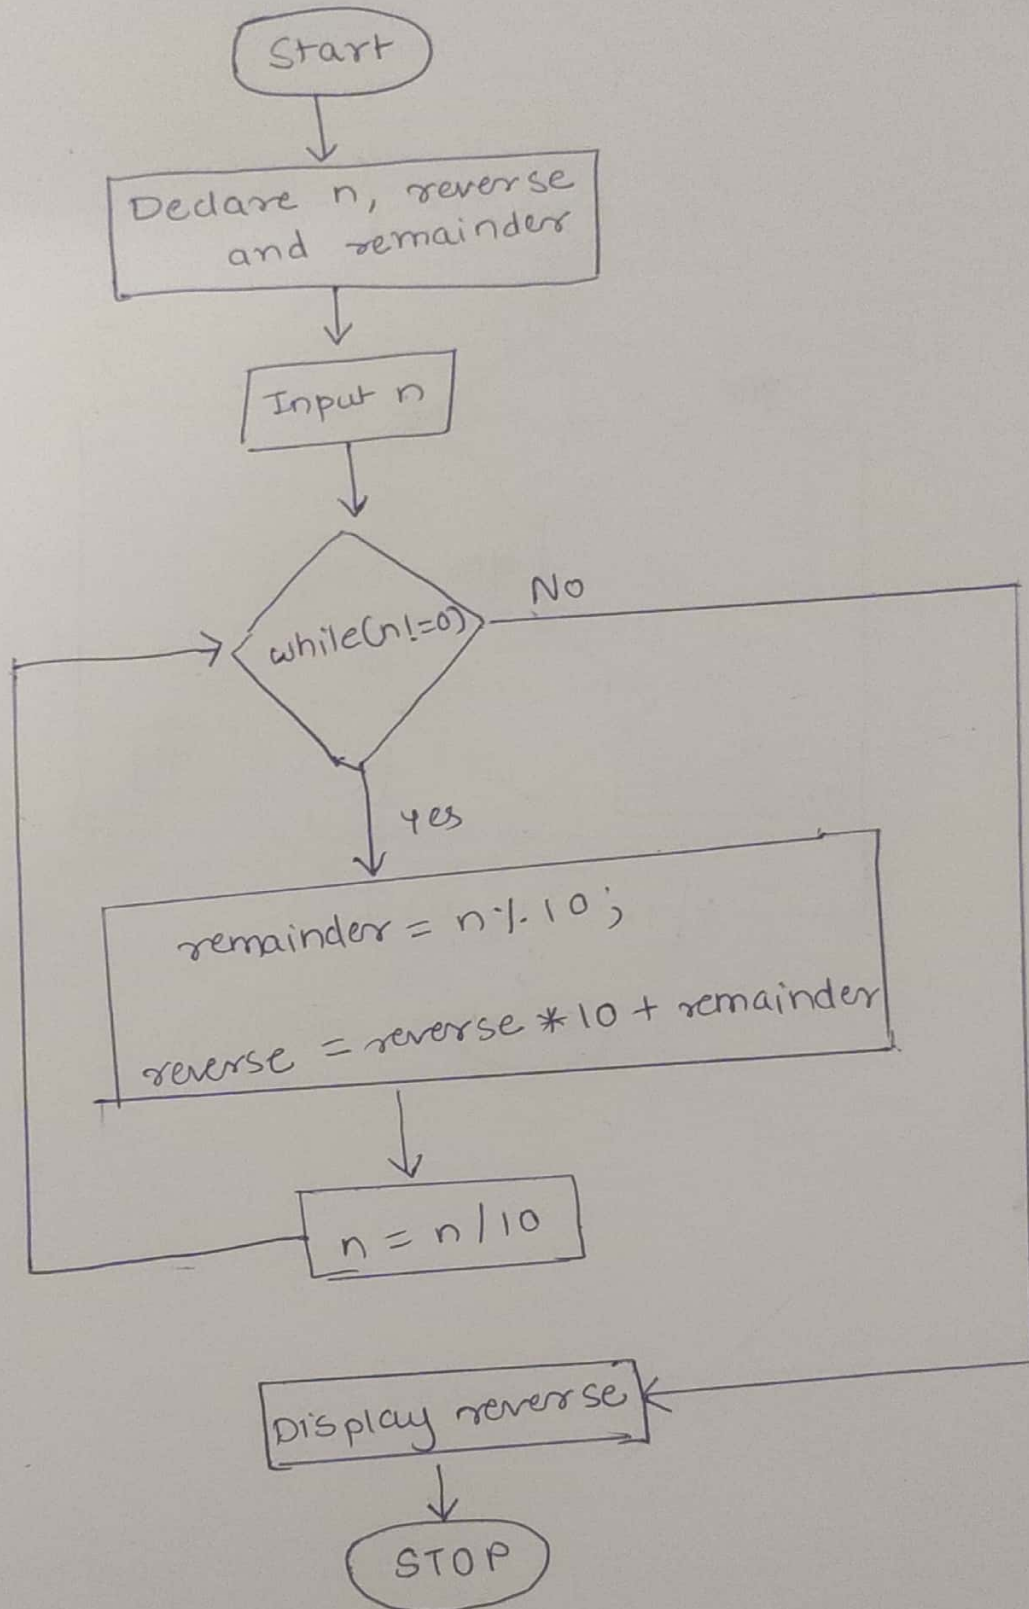 Start
Declare n, reverse
and remainder
Input n
while(n!=0)
No
yes
remainder = n%10;
reverse = reverse * 10 + remainder
n = n/10
Display reverse
STOP